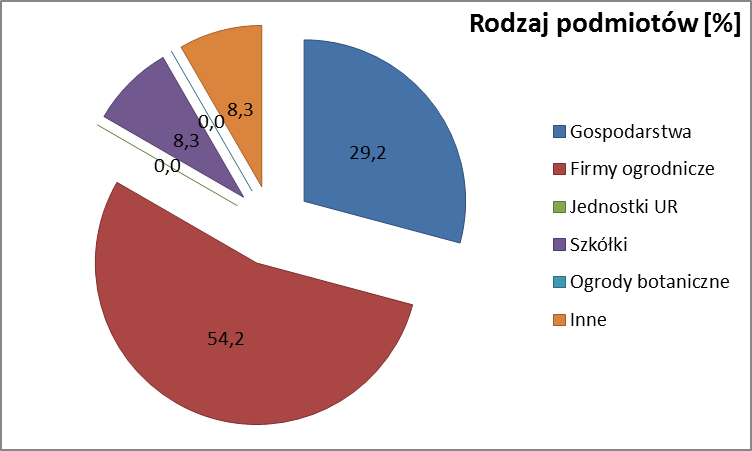 Rodzaj podmiotów [%]
8,3
0,0
8,3
0,0
29,2
54,2
Gospodarstwa
Firmy ogrodnicze
Jednostki UR
Szkółki
Ogrody botaniczne
Inne